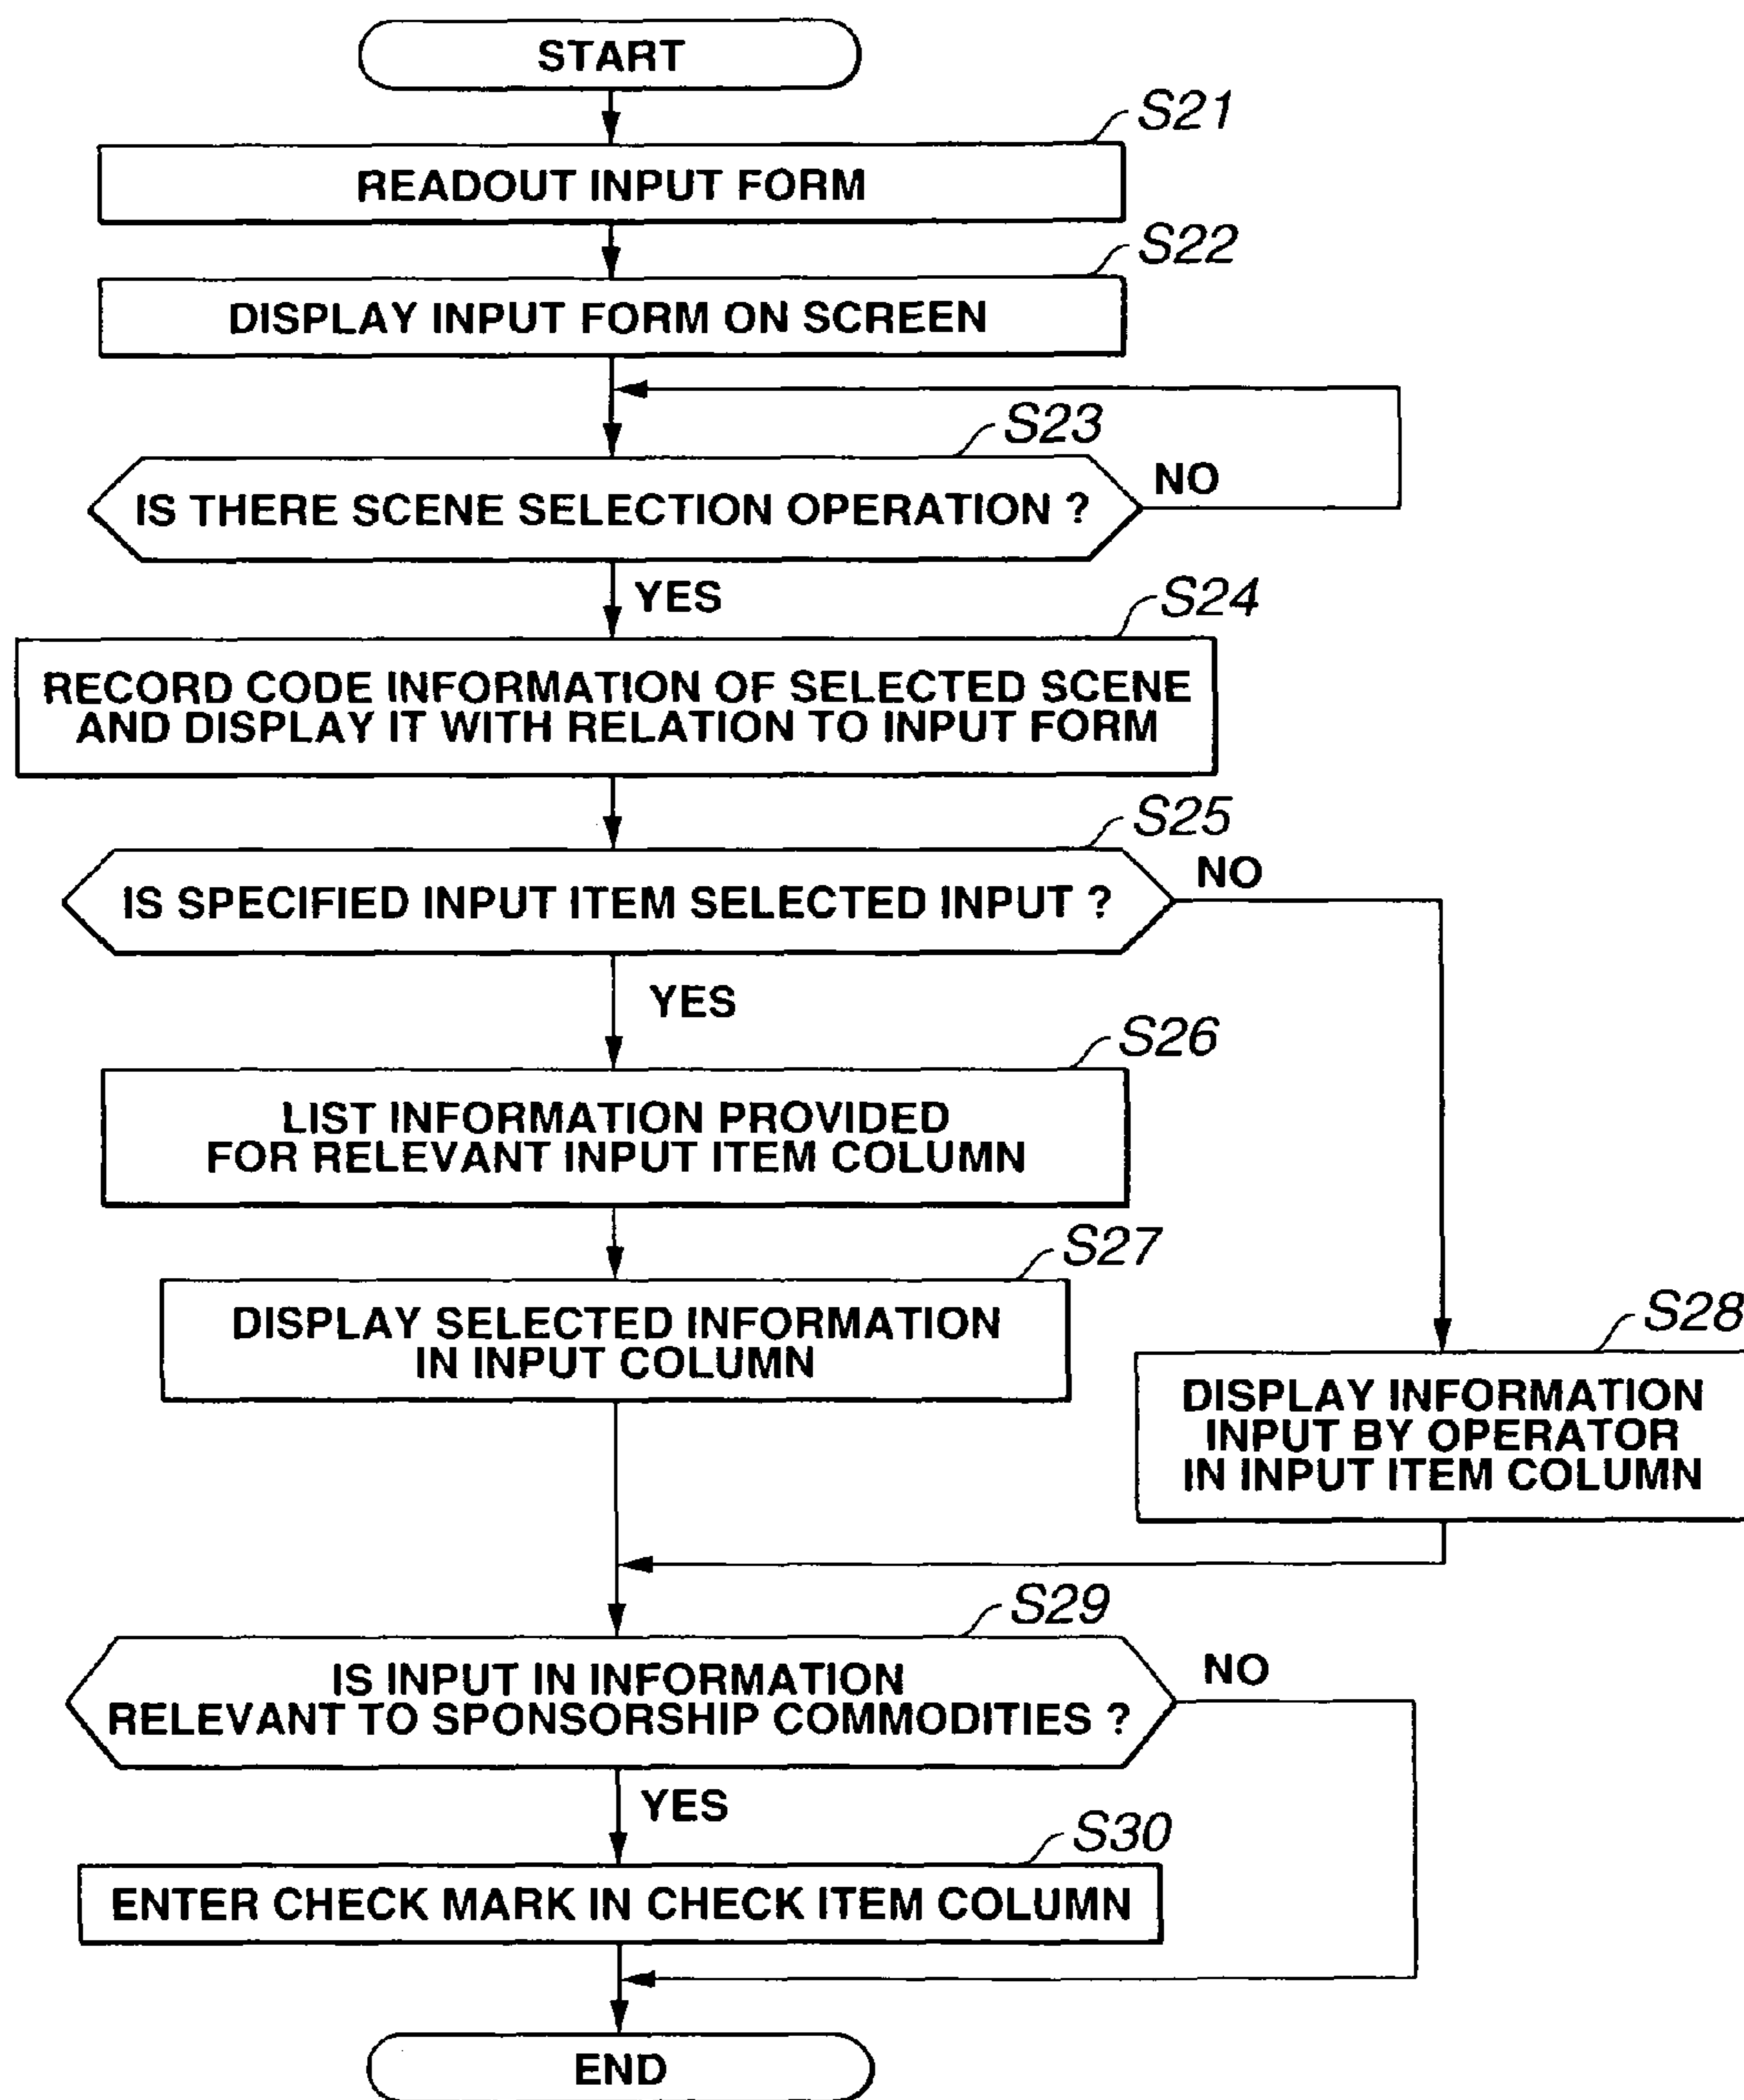 START
S21
READOUT INPUT FORM
S22
DISPLAY INPUT FORM ON SCREEN
S23
IS THERE SCENE SELECTION OPERATION ?
NO
YES
S24
RECORD CODE INFORMATION OF SELECTED SCENE
AND DISPLAY IT WITH RELATION TO INPUT FORM
S25
IS SPECIFIED INPUT ITEM SELECTED INPUT ?
NO
YES
S26
LIST INFORMATION PROVIDED
FOR RELEVANT INPUT ITEM COLUMN
S27
DISPLAY SELECTED INFORMATION
IN INPUT COLUMN
S28
DISPLAY INFORMATION
INPUT BY OPERATOR
IN INPUT ITEM COLUMN
S29
IS INPUT IN INFORMATION
RELEVANT TO SPONSORSHIP COMMODITIES ?
NO
YES
S30
ENTER CHECK MARK IN CHECK ITEM COLUMN
END